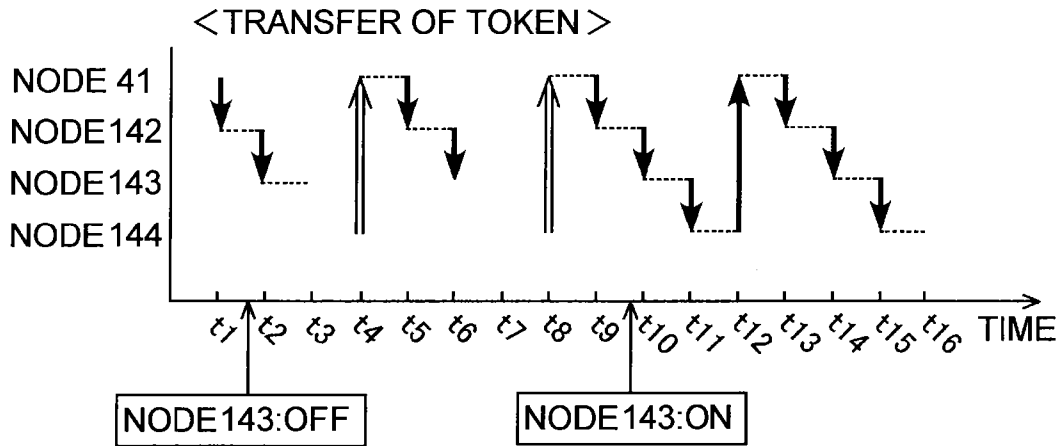 <TRANSFER OF TOKEN>
NODE 41
NODE142
NODE143
NODE144
t1 t2 t3 t4 t5 t6 t7 t8 t9 t10 t11 t12 t13 t14 t15 t16 TIME
NODE143:OFF NODE143:ON